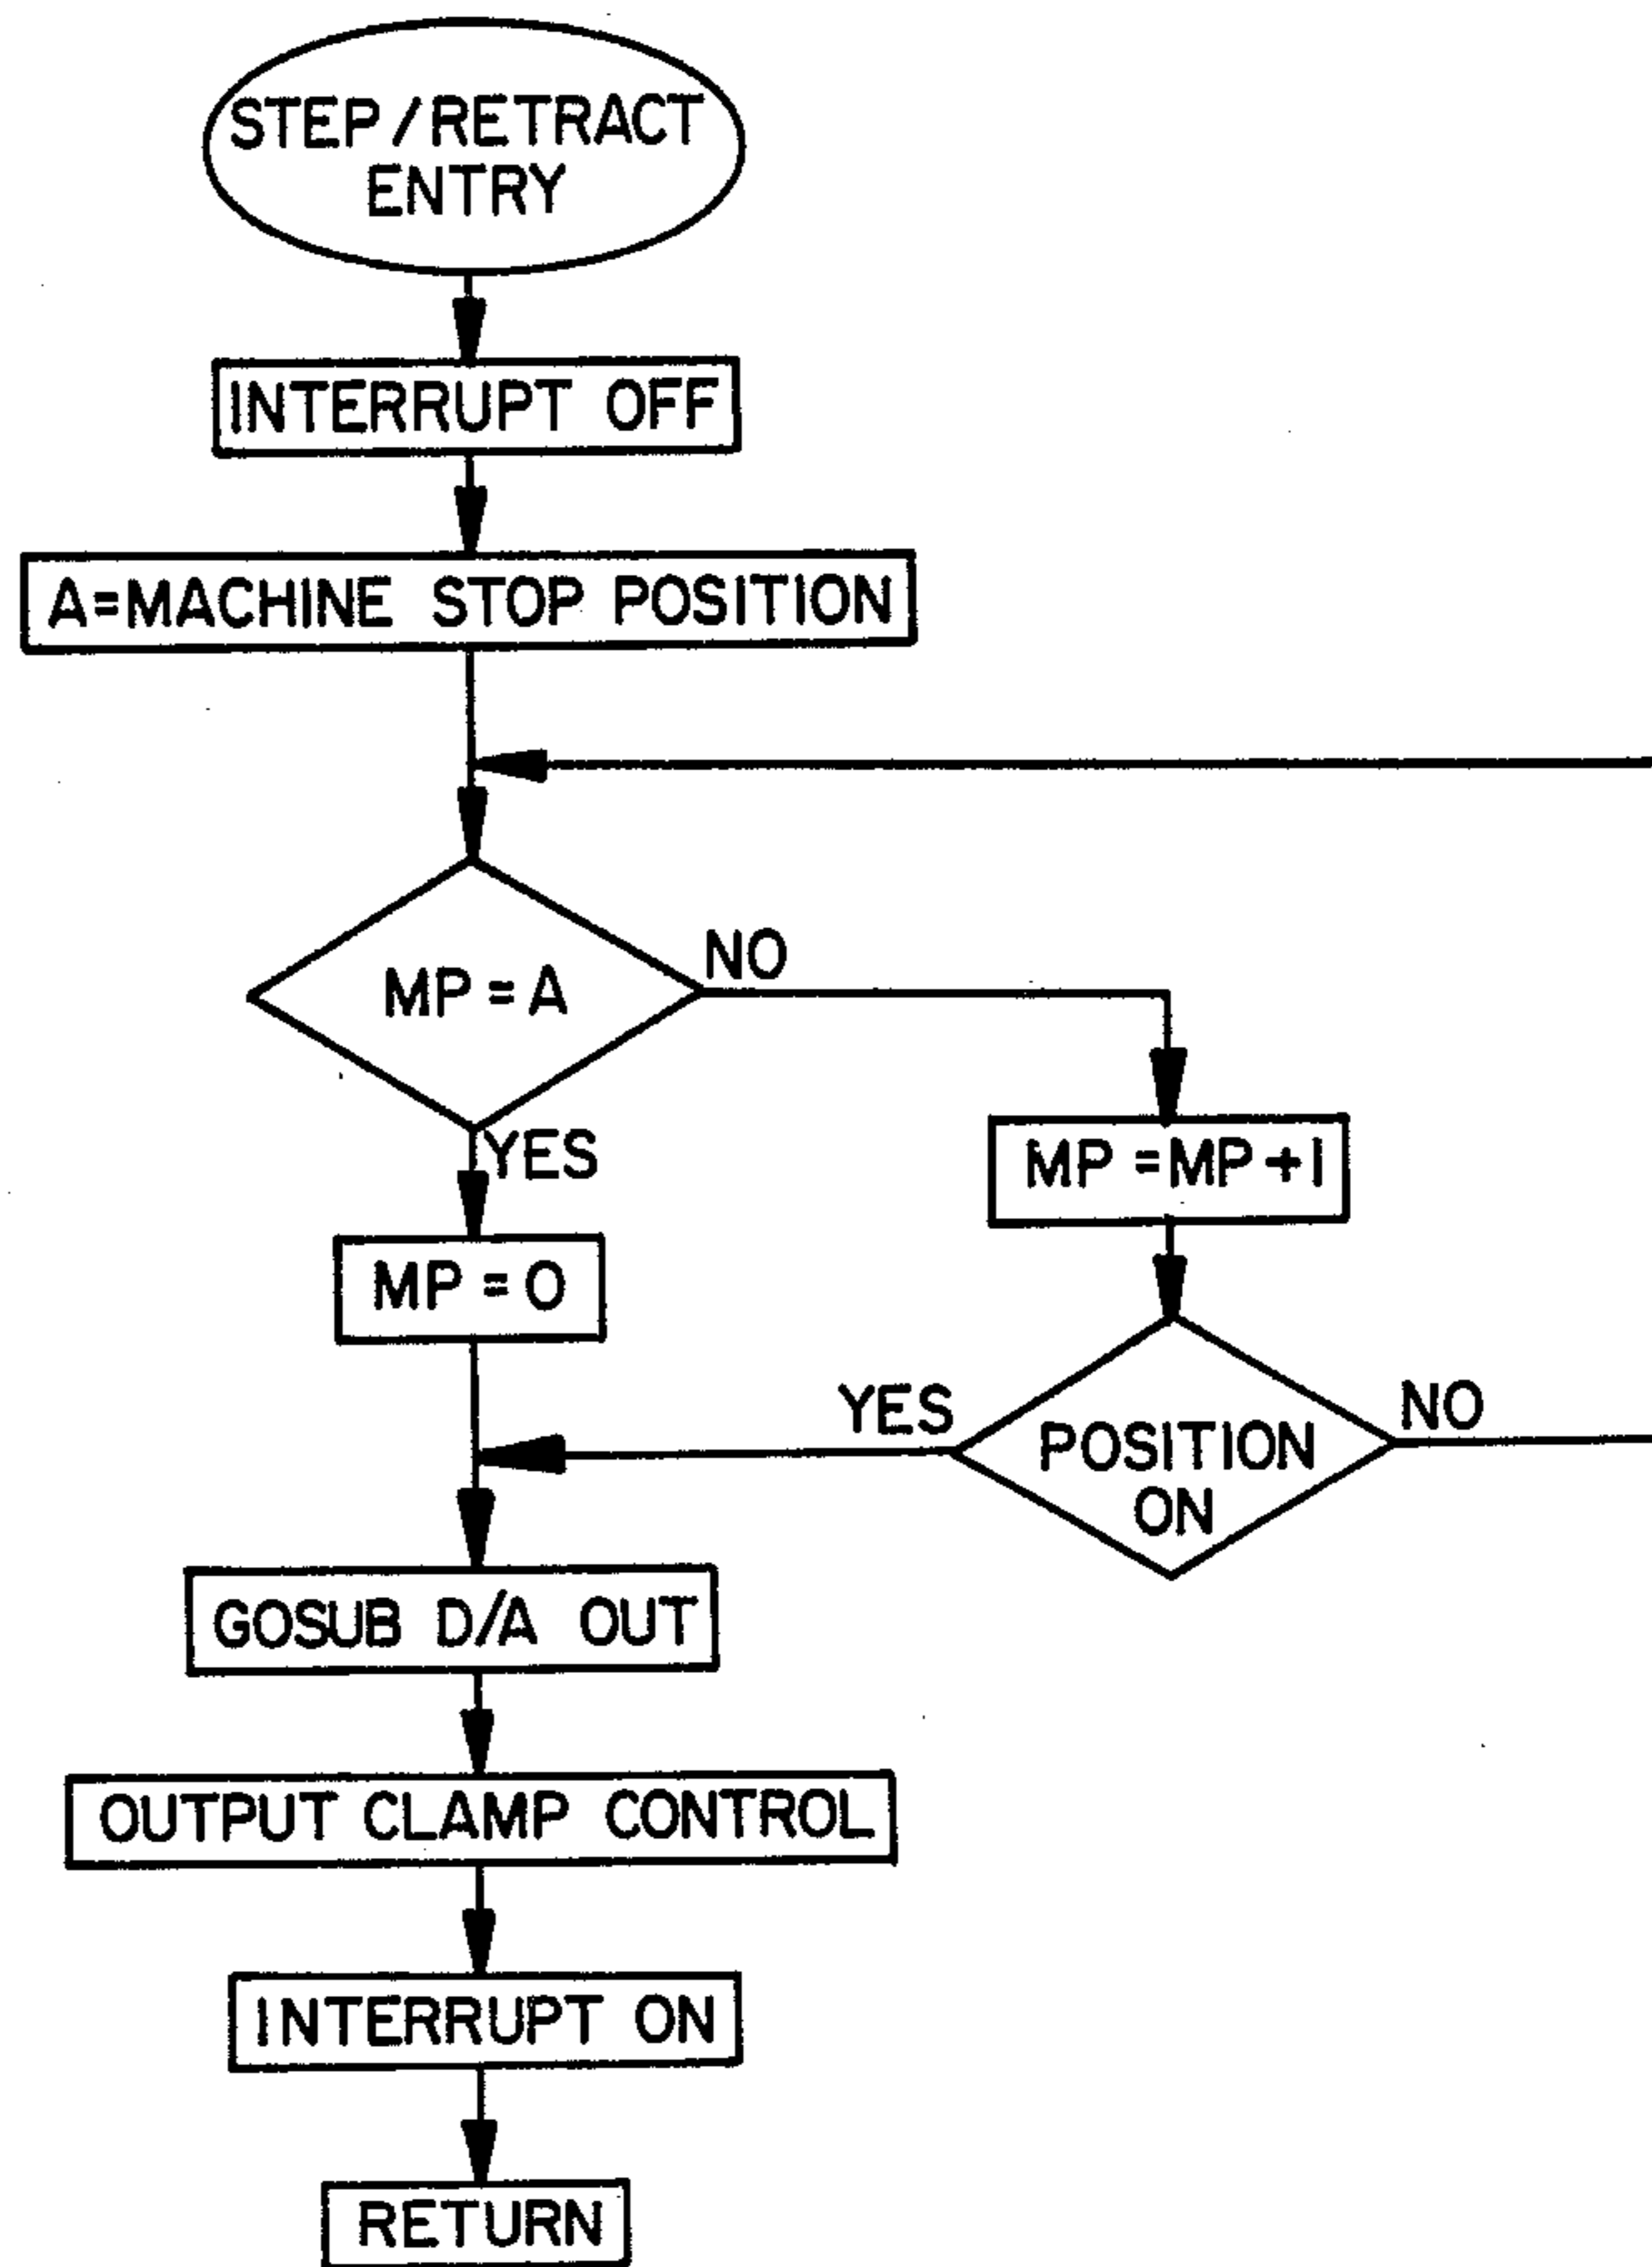 STEP/RETRACT
ENTRY
INTERRUPT OFF
A=MACHINE STOP POSITION
MP = A
NO
YES
MP = MP + 1
MP = 0
YES
POSITION
ON
NO
GOSUB D/A OUT
OUTPUT CLAMP CONTROL
INTERRUPT ON
RETURN